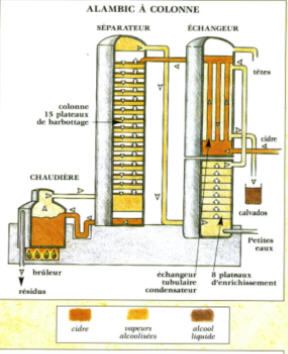 ALAMBIC À COLONNE
SÉPARATEUR
ÉCHANGEUR
têtes
colonne
15 plateaux
de barbottage
cidre
CHAUDIÈRE
calvados
Petites
eaux
brûleur
résidus
échangeur
tubulaire
condensateur
8 plateaux
d'enrichissement
cidre
vapeurs
alcoolisées
alcool
liquide